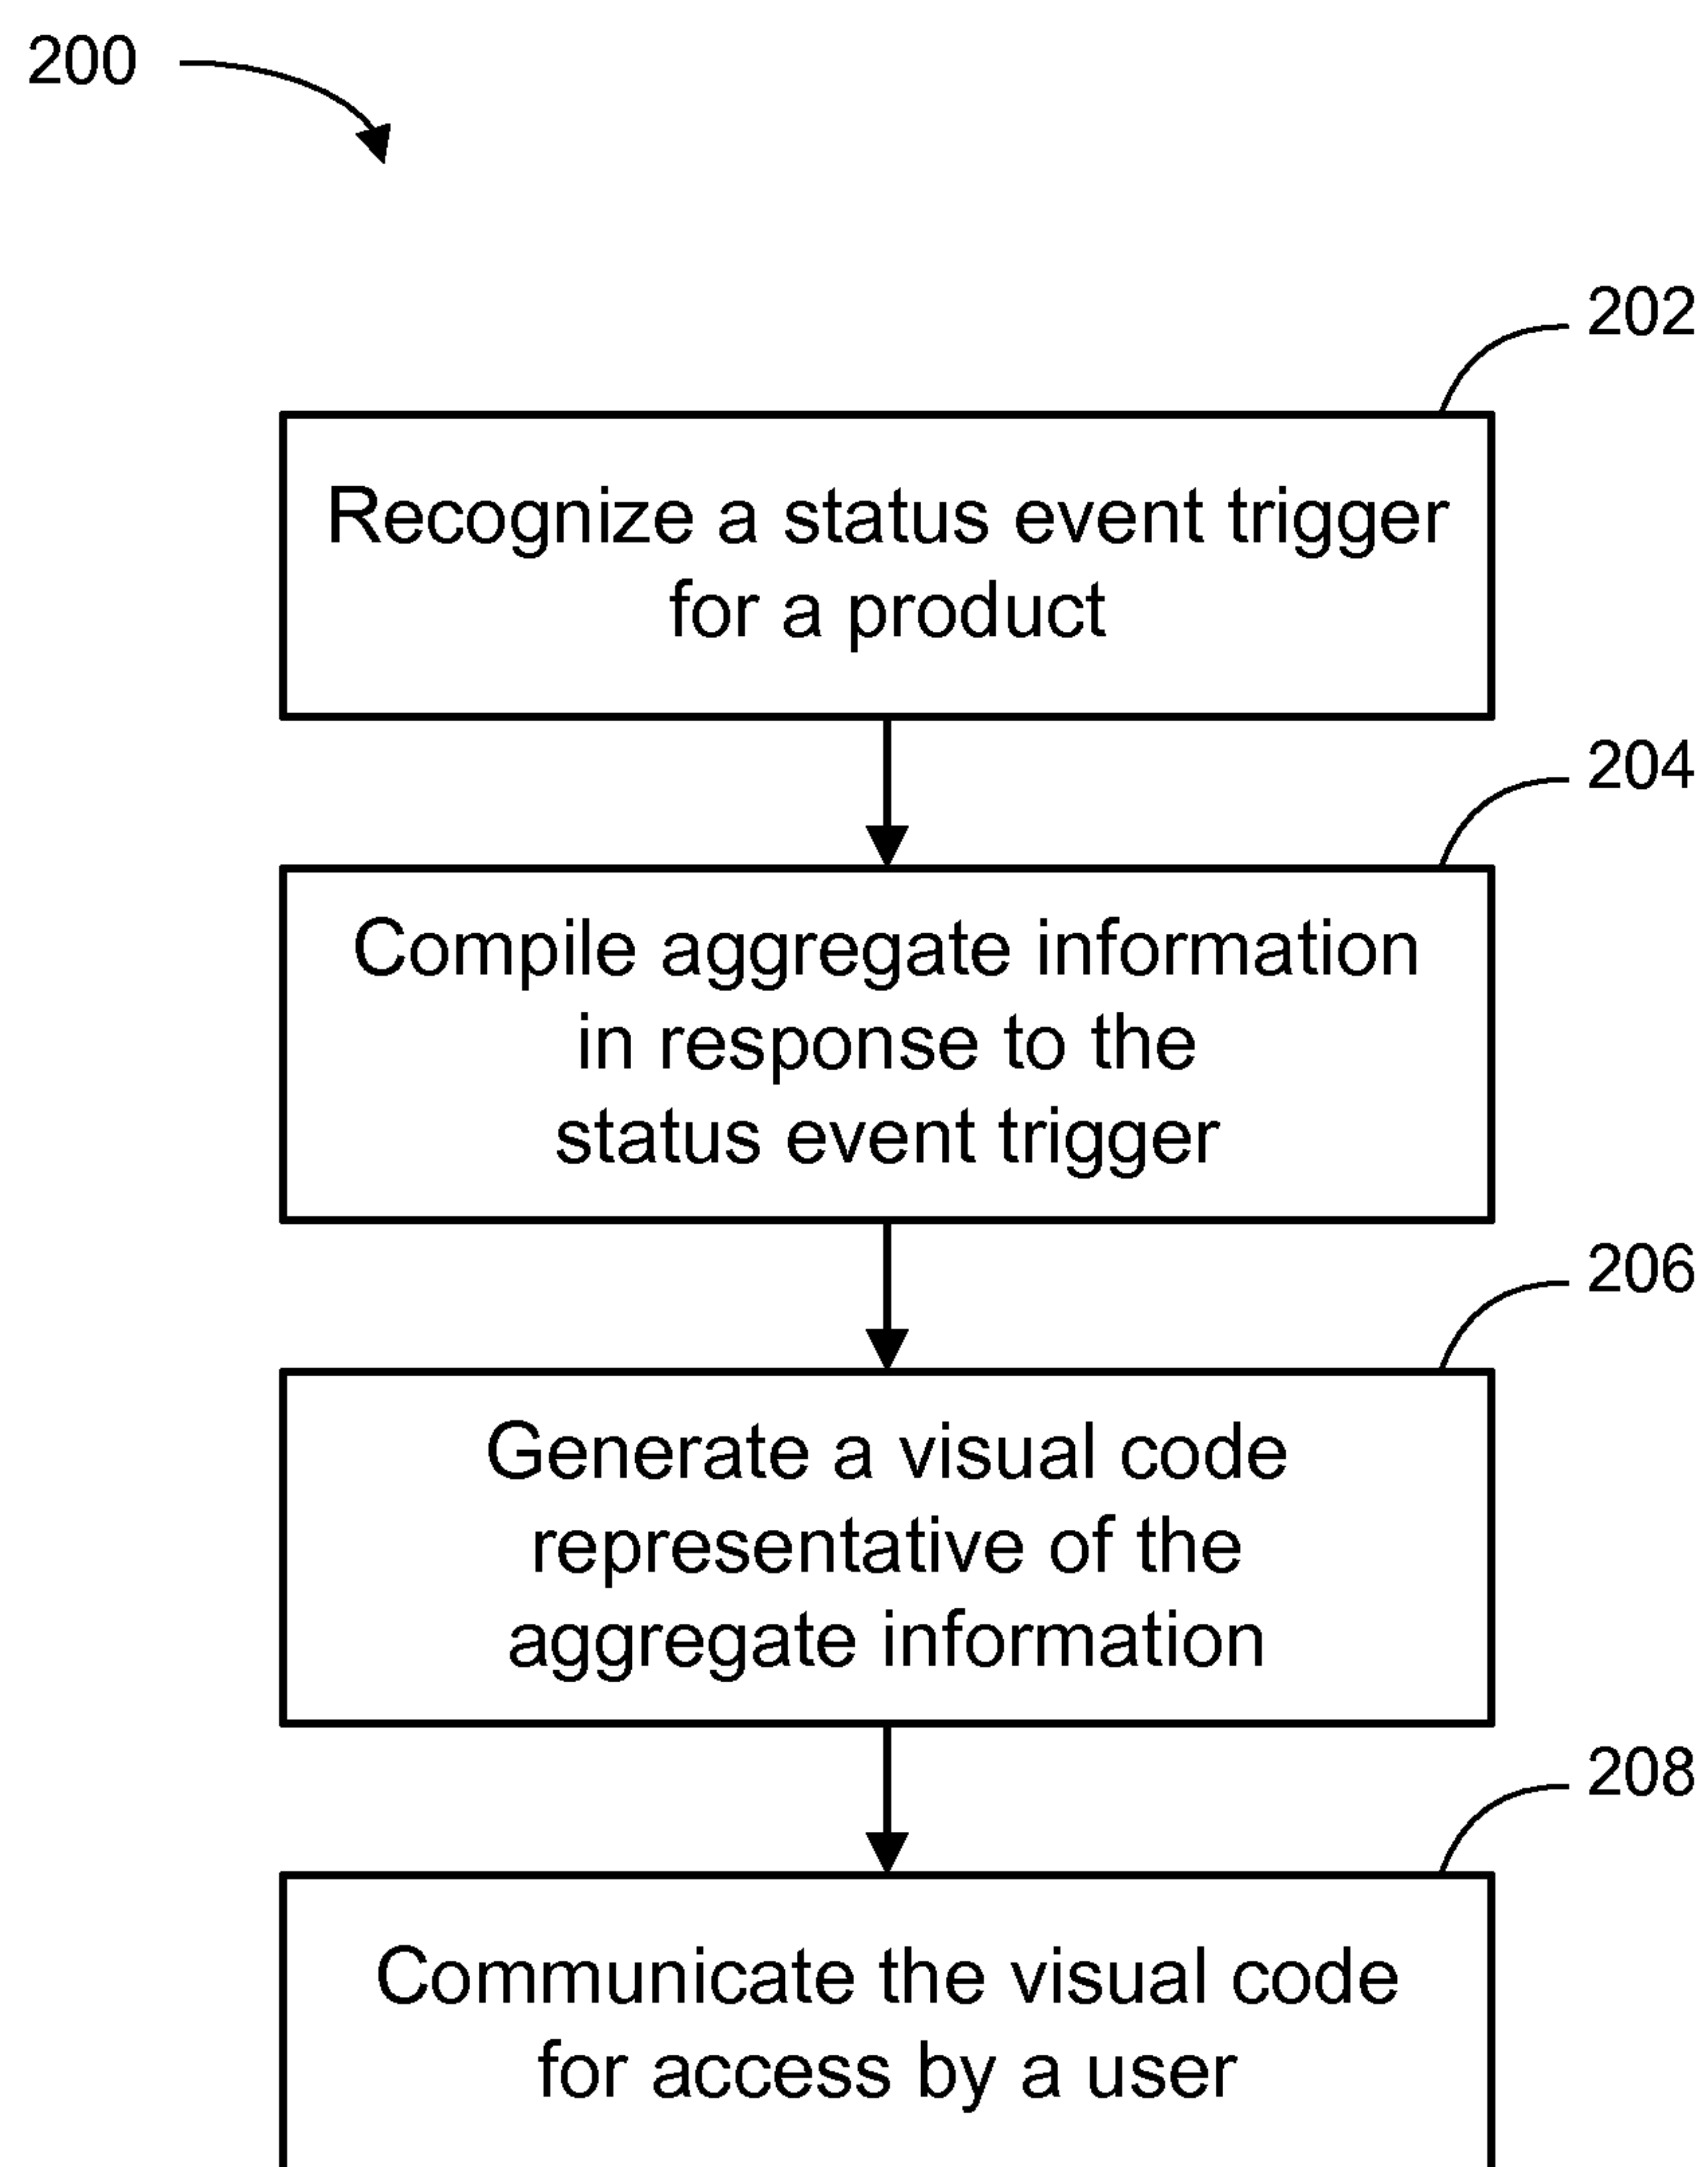 200
202
Recognize a status event trigger
for a product
204
Compile aggregate information
in response to the
status event trigger
206
Generate a visual code
representative of the
aggregate information
208
Communicate the visual code
for access by a user